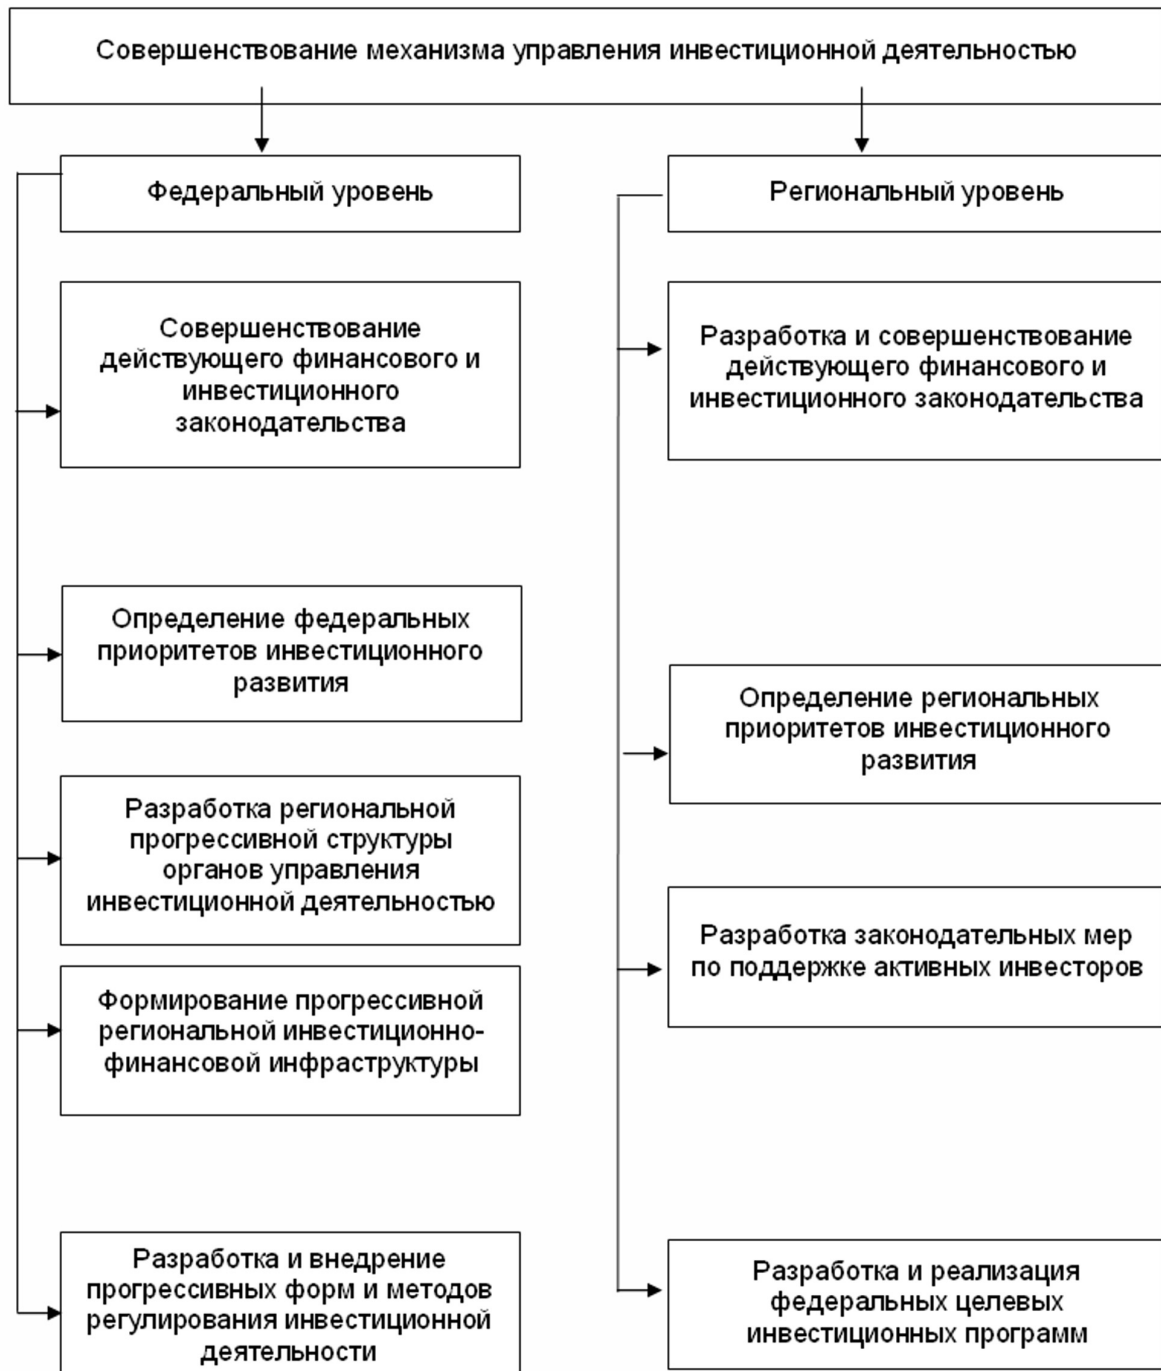 Совершенствование механизма управления инвестиционной деятельностью
Федеральный уровень
Совершенствование
действующего финансового и
инвестиционного
законодательства
Определение федеральных
приоритетов инвестиционного
развития
Разработка региональной
прогрессивной структуры
органов управления
инвестиционной деятельностью
Формирование прогрессивной
региональной инвестиционно-
финансовой инфраструктуры
Разработка и внедрение
прогрессивных форм и методов
регулирования инвестиционной
деятельности
Региональный уровень
Разработка и совершенствование
действующего финансового и
инвестиционного законодательства
Определение региональных
приоритетов инвестиционного
развития
Разработка законодательных мер
по поддержке активных инвесторов
Разработка и реализация
федеральных целевых
инвестиционных программ